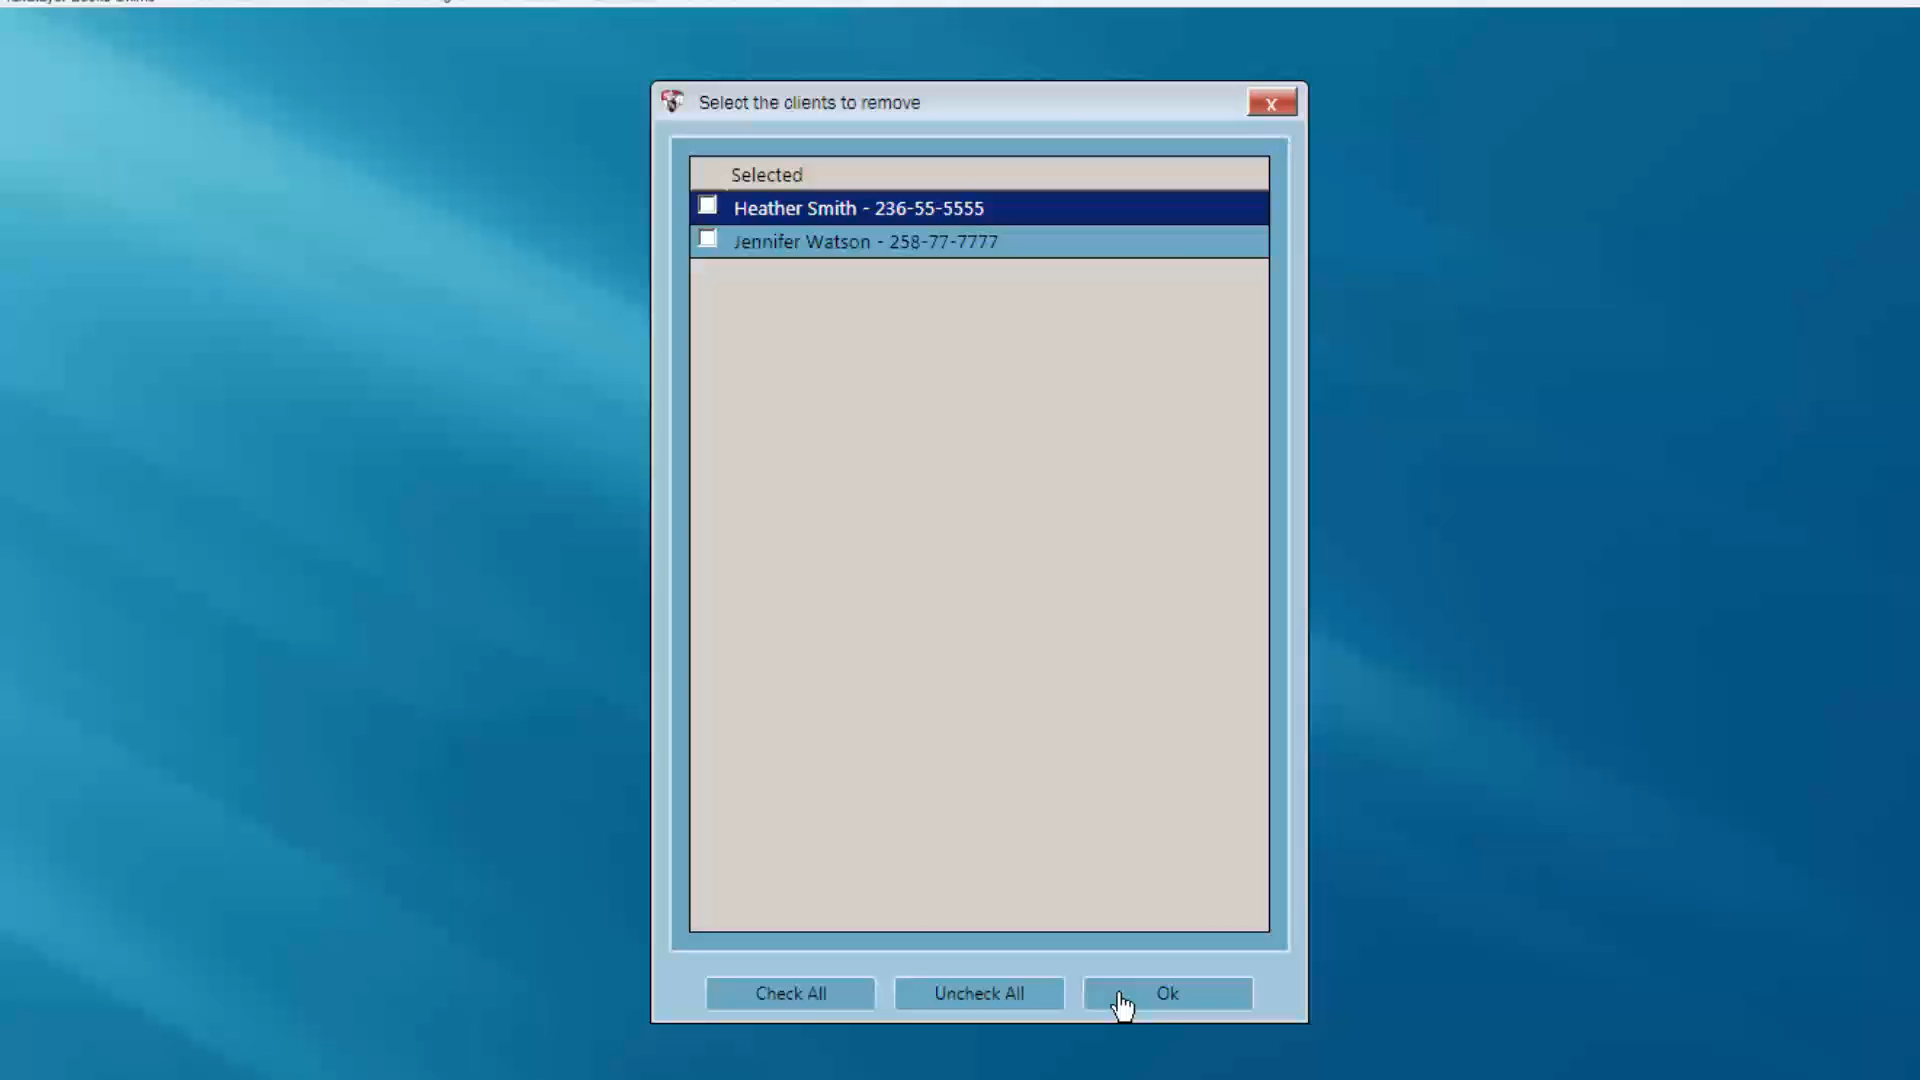 Select the clients to remove
x
Selected
Heather Smith - 236-55-5555
Jennifer Watson - 258-77-7777
Check All
Uncheck All
Ok